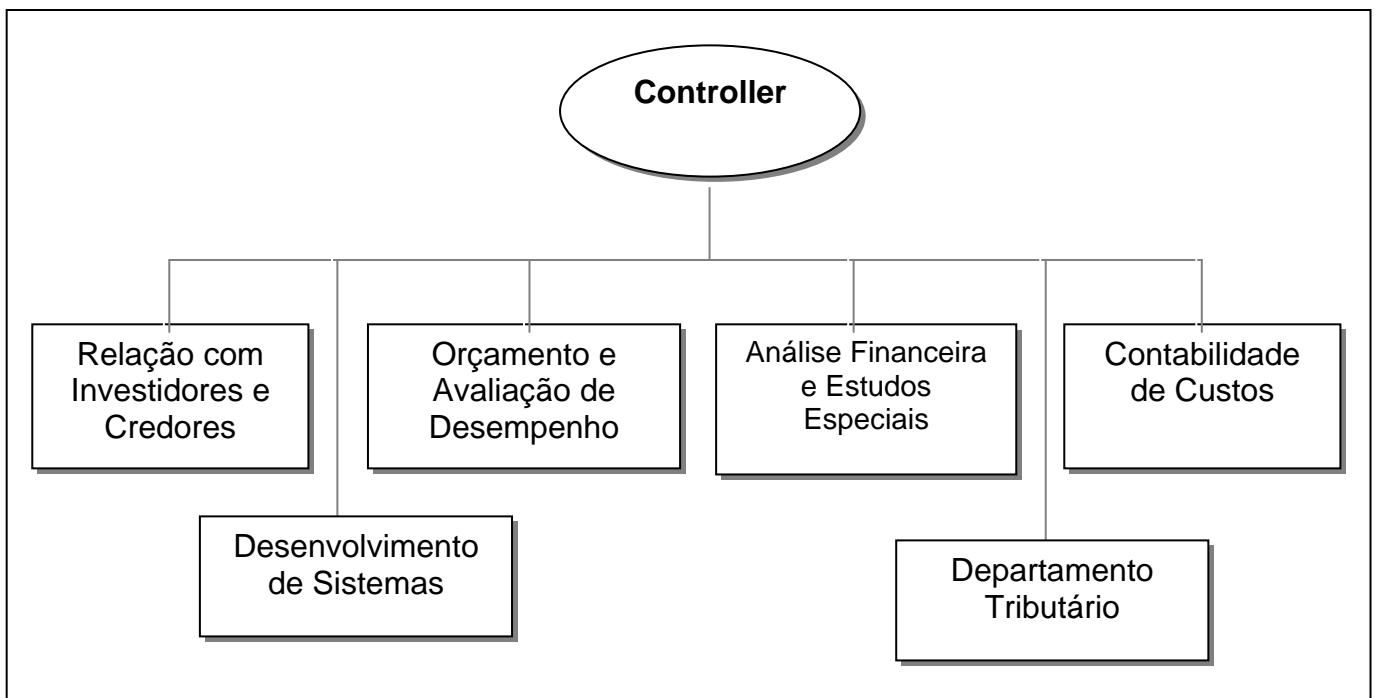 Controller
Relação com
Investidores e
Credores
Orçamento e
Avaliação de
Desempenho
Análise Financeira
e Estudos
Especiais
Contabilidade
de Custos
Desenvolvimento
de Sistemas
Departamento
Tributário